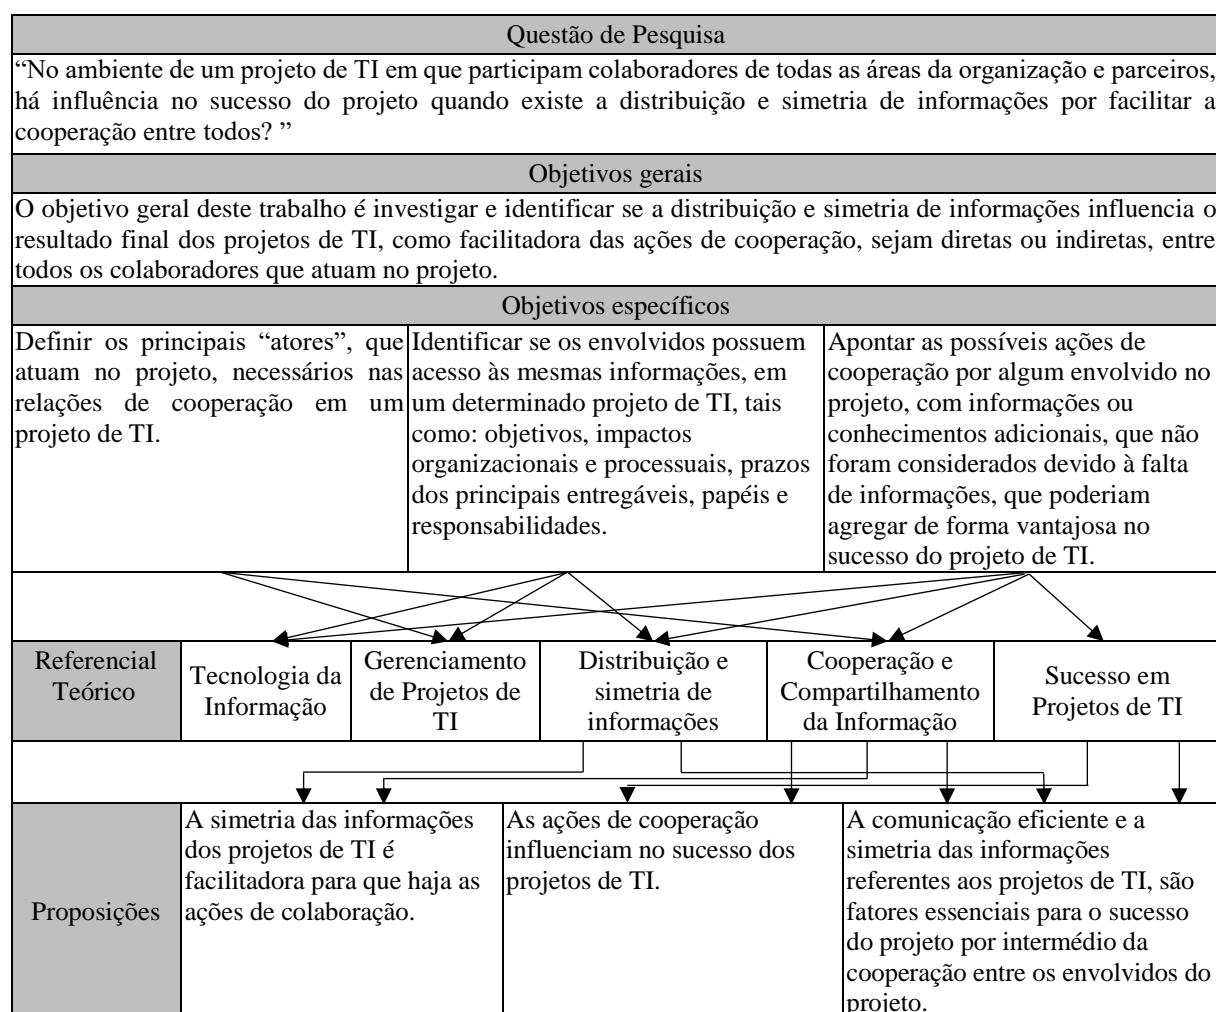 Questão de Pesquisa
“No ambiente de um projeto de TI em que participam colaboradores de todas as áreas da organização e parceiros,
há influência no sucesso do projeto quando existe a distribuição e simetria de informações por facilitar a
cooperação entre todos? ”
Objetivos gerais
O objetivo geral deste trabalho é investigar e identificar se a distribuição e simetria de informações influencia o
resultado final dos projetos de TI, como facilitadora das ações de cooperação, sejam diretas ou indiretas, entre
todos os colaboradores que atuam no projeto.
Objetivos específicos
Definir os principais “atores”, que
atuam no projeto, necessários nas
relações de cooperação em um
projeto de TI.
Identificar se os envolvidos possuem
acesso às mesmas informações, em
um determinado projeto de TI, tais
como: objetivos, impactos
organizacionais e processuais, prazos
dos principais entregáveis, papéis e
responsabilidades.
Apontar as possíveis ações de
cooperação por algum envolvido no
projeto, com informações ou
conhecimentos adicionais, que não
foram considerados devido à falta
de informações, que poderiam
agregar de forma vantajosa no
sucesso do projeto de TI.
Referencial
Teórico
Tecnologia da
Informação
Gerenciamento
de Projetos de
TI
Distribuição e
simetria de
informações
Cooperação e
Compartilhamento
da Informação
Sucesso em
Projetos de TI
Proposições
A simetria das informações
dos projetos de TI é
facilitadora para que haja as
ações de colaboração.
As ações de cooperação
influenciam no sucesso dos
projetos de TI.
A comunicação eficiente e a
simetria das informações
referentes aos projetos de TI, são
fatores essenciais para o sucesso
do projeto por intermédio da
cooperação entre os envolvidos do
projeto.